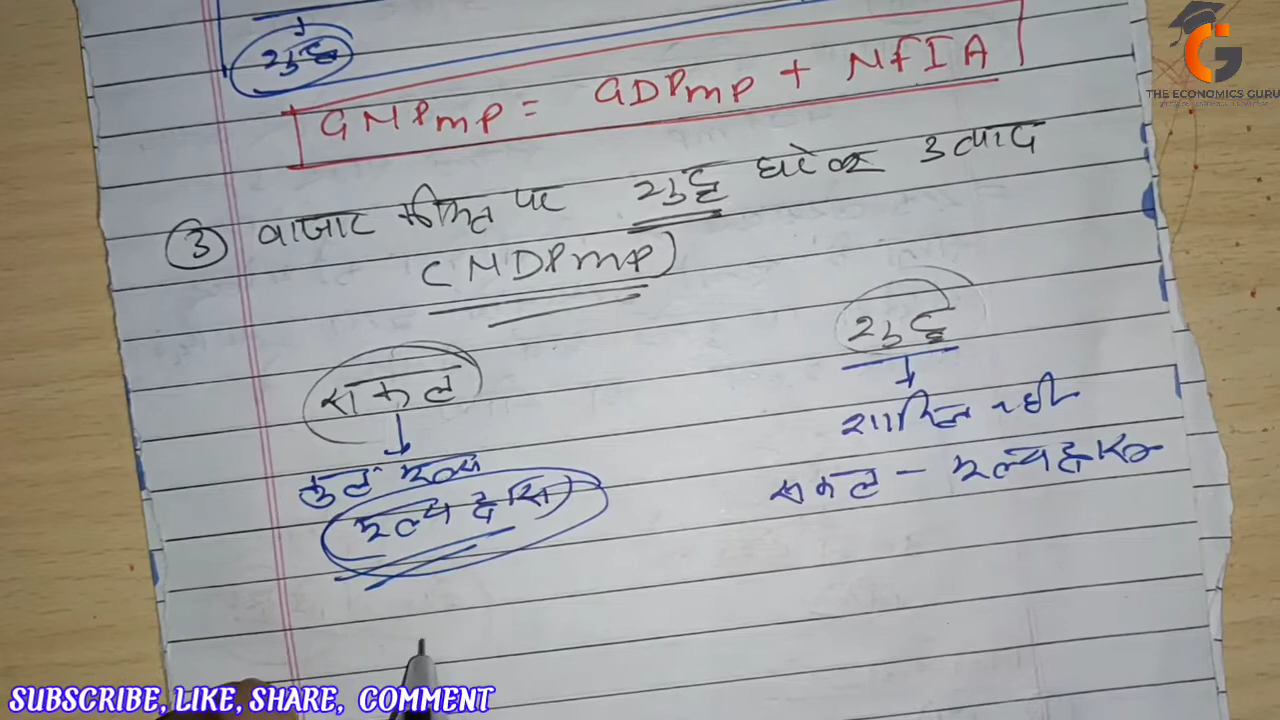 शुद्ध
GNPmp = GDPmp + NFIA
③ बाजार कीमत पर शुद्ध घरेलू उत्पाद
(NDPmp)
सकल
शुद्ध
↓
↓
कुल मूल्य
शामिल नहीं
मूल्य ह्रास
सकल - मूल्य ह्रास
THE ECONOMICS GURU
SUBSCRIBE, LIKE, SHARE, COMMENT